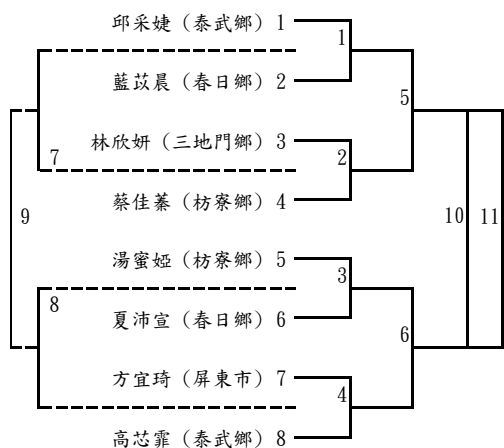 邱采婕（泰武鄉）1
1
藍苡晨（春日鄉）2
5
林欣妍（三地門鄉）3
7
2
蔡佳蓁（枋寮鄉）4
9
10
11
湯蜜婭（枋寮鄉）5
3
8
夏沛宣（春日鄉）6
6
方宜琦（屏東市）7
4
高芯霏（泰武鄉）8